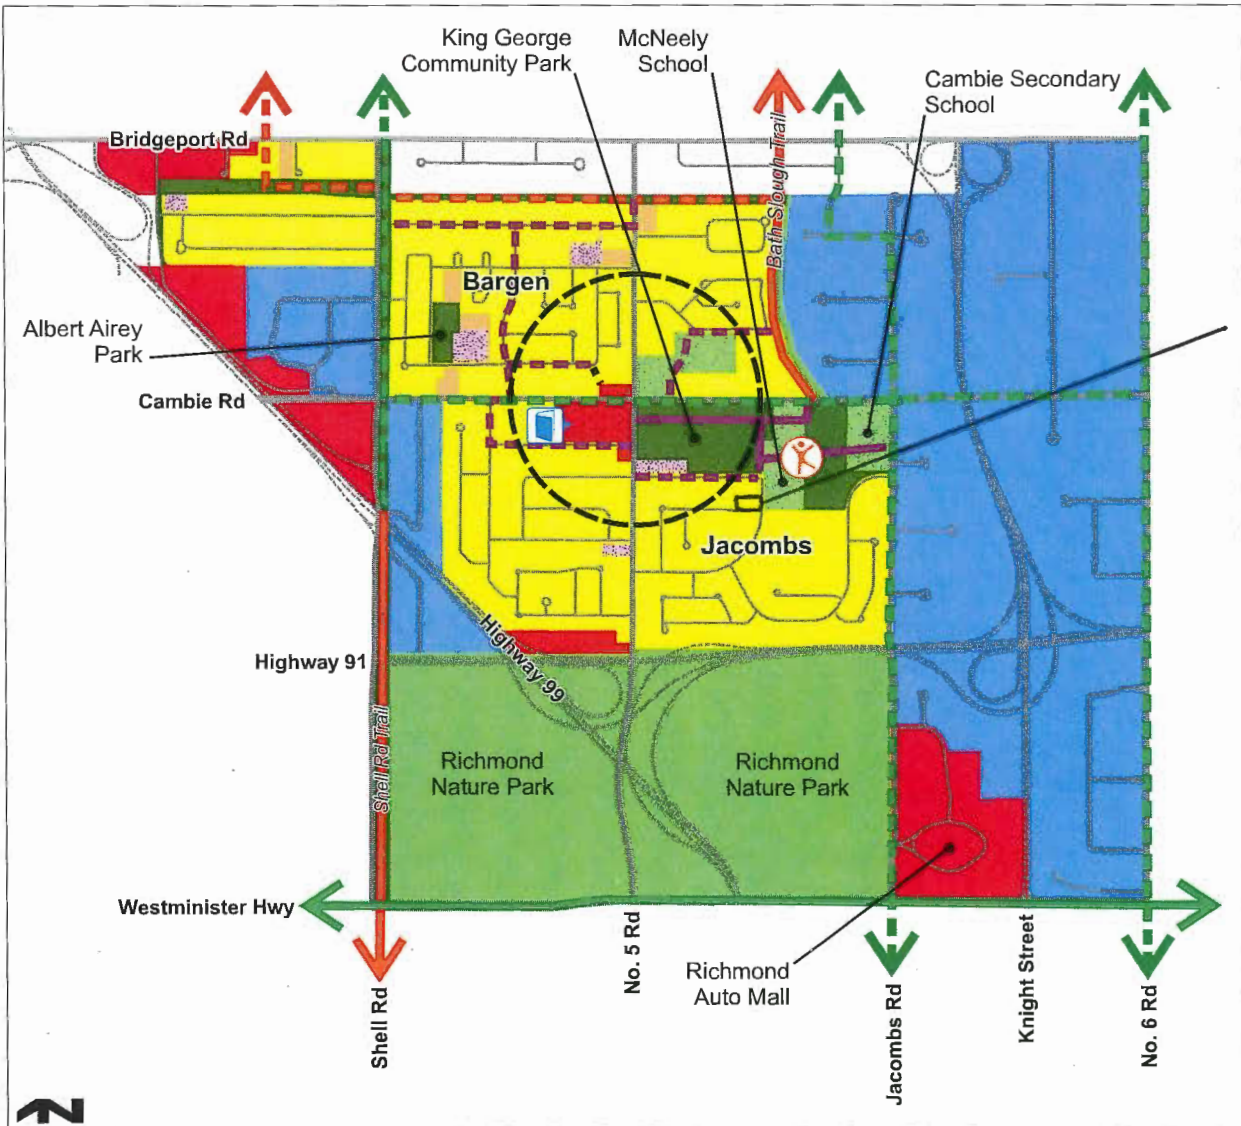 King George
Community Park
McNeely
School
Cambie Secondary
School
Bridgeport Rd
Bath Slough Trail
Bargen
Albert Airey
Park
Cambie Rd
Jacombs
Highway 91
Highway 99
Shell Rd Trail
Richmond
Nature Park
Richmond
Nature Park
Westminister Hwy
Richmond
Auto Mall
Shell Rd
No. 5 Rd
Jacombs Rd
Knight Street
No. 6 Rd
N